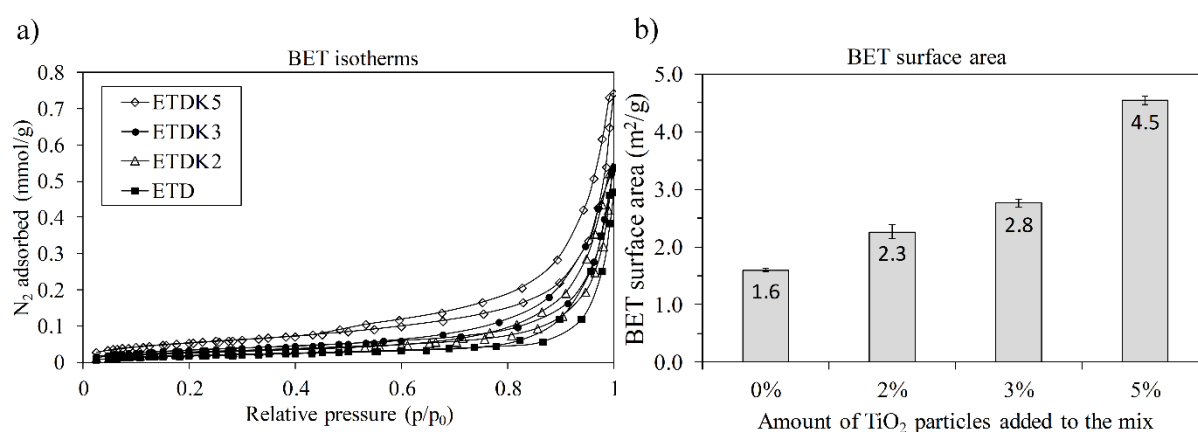 a)
BET isotherms
0.8
0.7
0.6
0.5
0.4
0.3
0.2
0.1
0
N₂ adsorbed (mmol/g)
ETDK5
ETDK3
ETDK2
ETD
0
0.2
0.4
0.6
0.8
1
Relative pressure (p/p₀)
b)
BET surface area
5.0
4.0
3.0
2.0
1.0
0.0
BET surface area (m²/g)
1.6
2.3
2.8
4.5
0%
2%
3%
5%
Amount of TiO₂ particles added to the mix